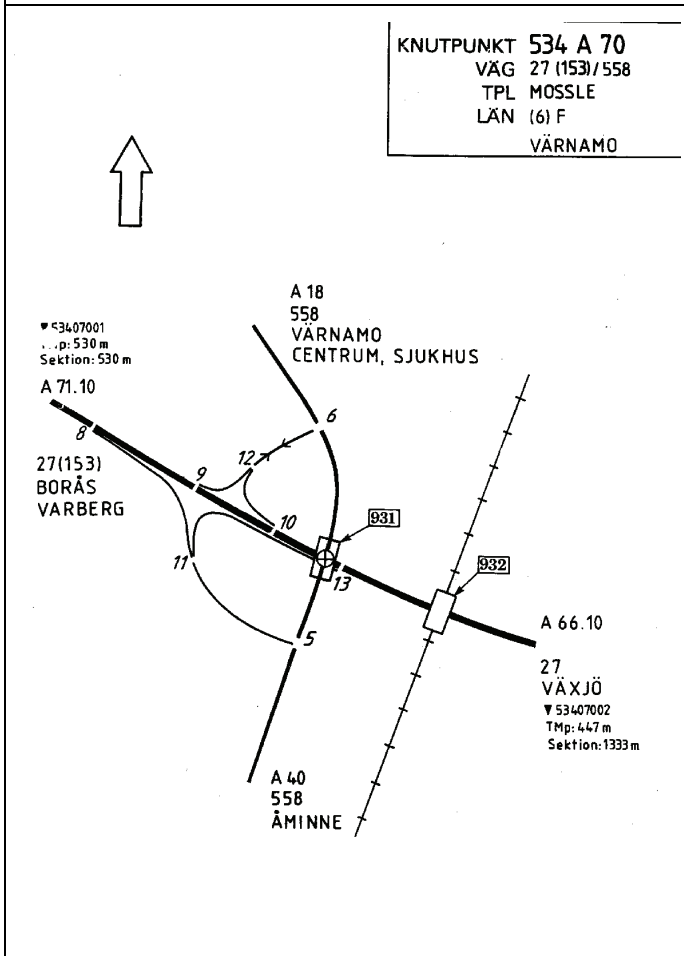 KNUTPUNKT 534 A 70
VÄG 27 (153)/558
TPL MOSSLE
LÄN (6) F
VÄRNAMO
A 18
558
VÄRNAMO
CENTRUM, SJUKHUS
▼ 53407001
p: 530 m
Sektion: 530 m
A 71.10
8
27(153)
BORÅS
VARBERG
6
12
9
10
11
931
13
932
5
A 66.10
27
VÄXJÖ
▼ 53407002
TMp: 447 m
Sektion: 1333 m
A 40
558
ÅMINNE